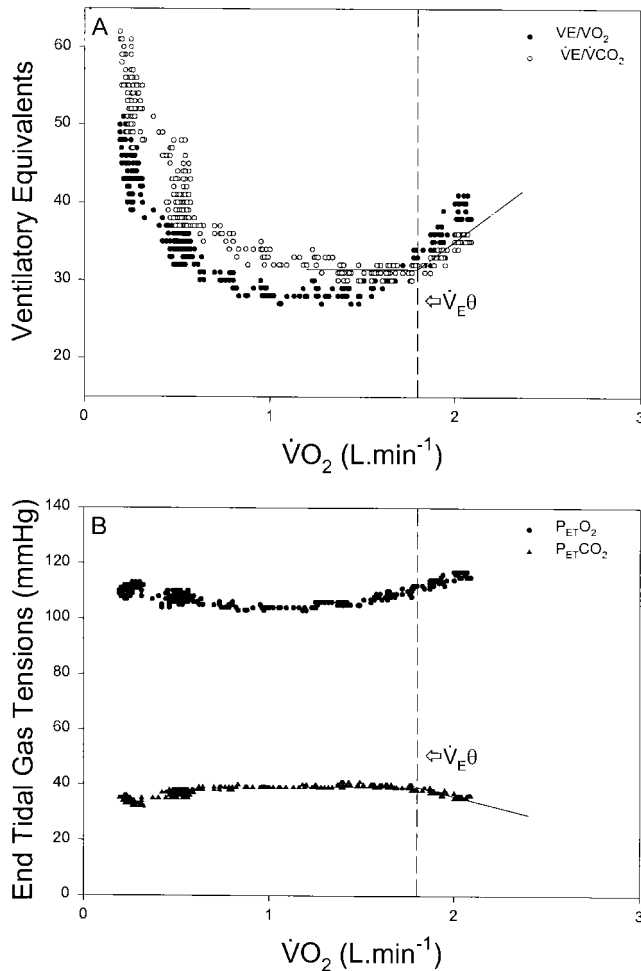 A
VE/VO₂
V̇E/V̇CO₂
60
50
40
30
20
Ventilatory Equivalents
⇦V̇Eθ
0
1
2
3
V̇O₂ (L.min⁻¹)
B
PETO₂
PETCO₂
140
120
100
80
60
40
20
0
End Tidal Gas Tensions (mmHg)
⇦V̇Eθ
0
1
2
3
V̇O₂ (L.min⁻¹)